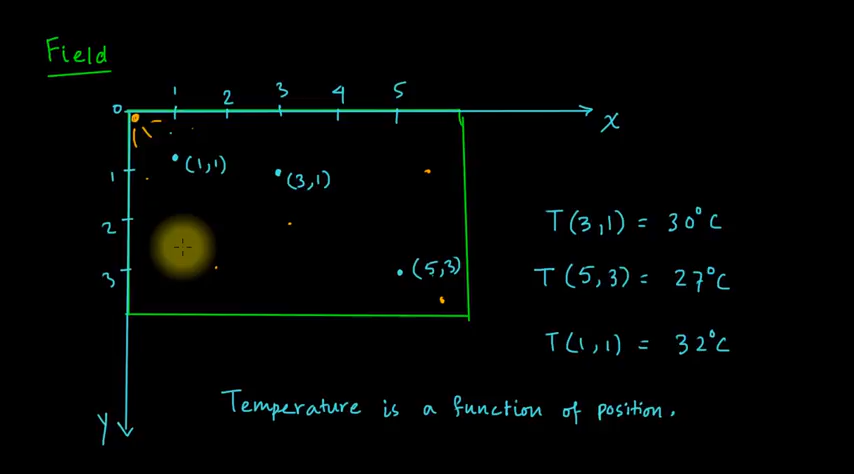 Field
0 1 2 3 4 5
x
1
(1,1)
(3,1)
2
3
(5,3)
y
T(3,1) = 30°C
T(5,3) = 27°C
T(1,1) = 32°C
Temperature is a function of position.